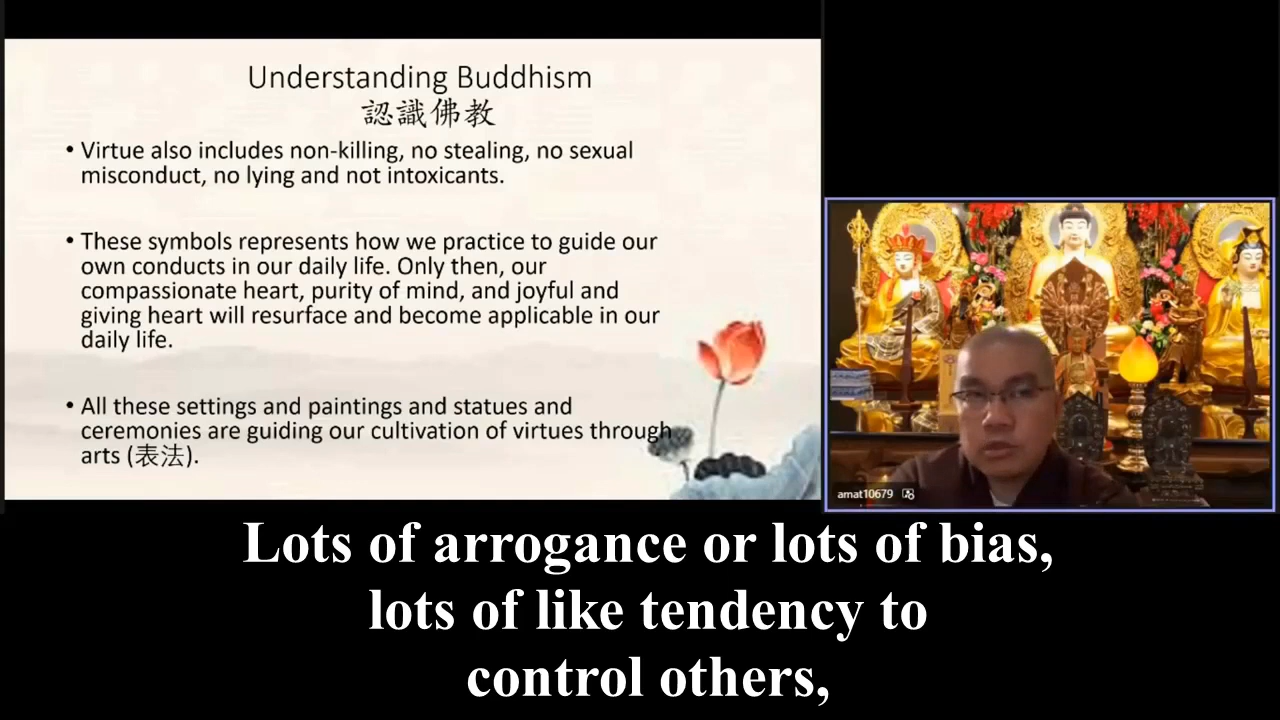 Understanding Buddhism
認識佛教
• Virtue also includes non-killing, no stealing, no sexual
misconduct, no lying and not intoxicants.
• These symbols represents how we practice to guide our
own conducts in our daily life. Only then, our
compassionate heart, purity of mind, and joyful and
giving heart will resurface and become applicable in our
daily life.
• All these settings and paintings and statues and
ceremonies are guiding our cultivation of virtues through
arts (表法).
amat10679
Lots of arrogance or lots of bias,
lots of like tendency to
control others,